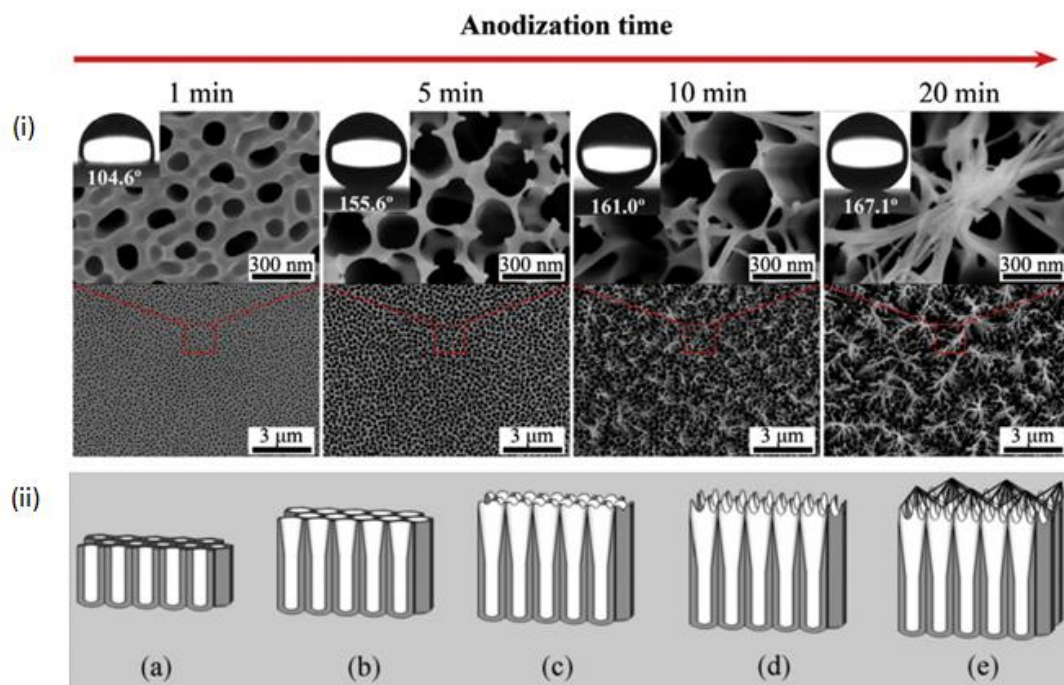 Anodization time
1 min 5 min 10 min 20 min
(i)
104.6° 155.6° 161.0° 167.1°
300 nm 300 nm 300 nm 300 nm
3 μm 3 μm 3 μm 3 μm
(ii)
(a) (b) (c) (d) (e)